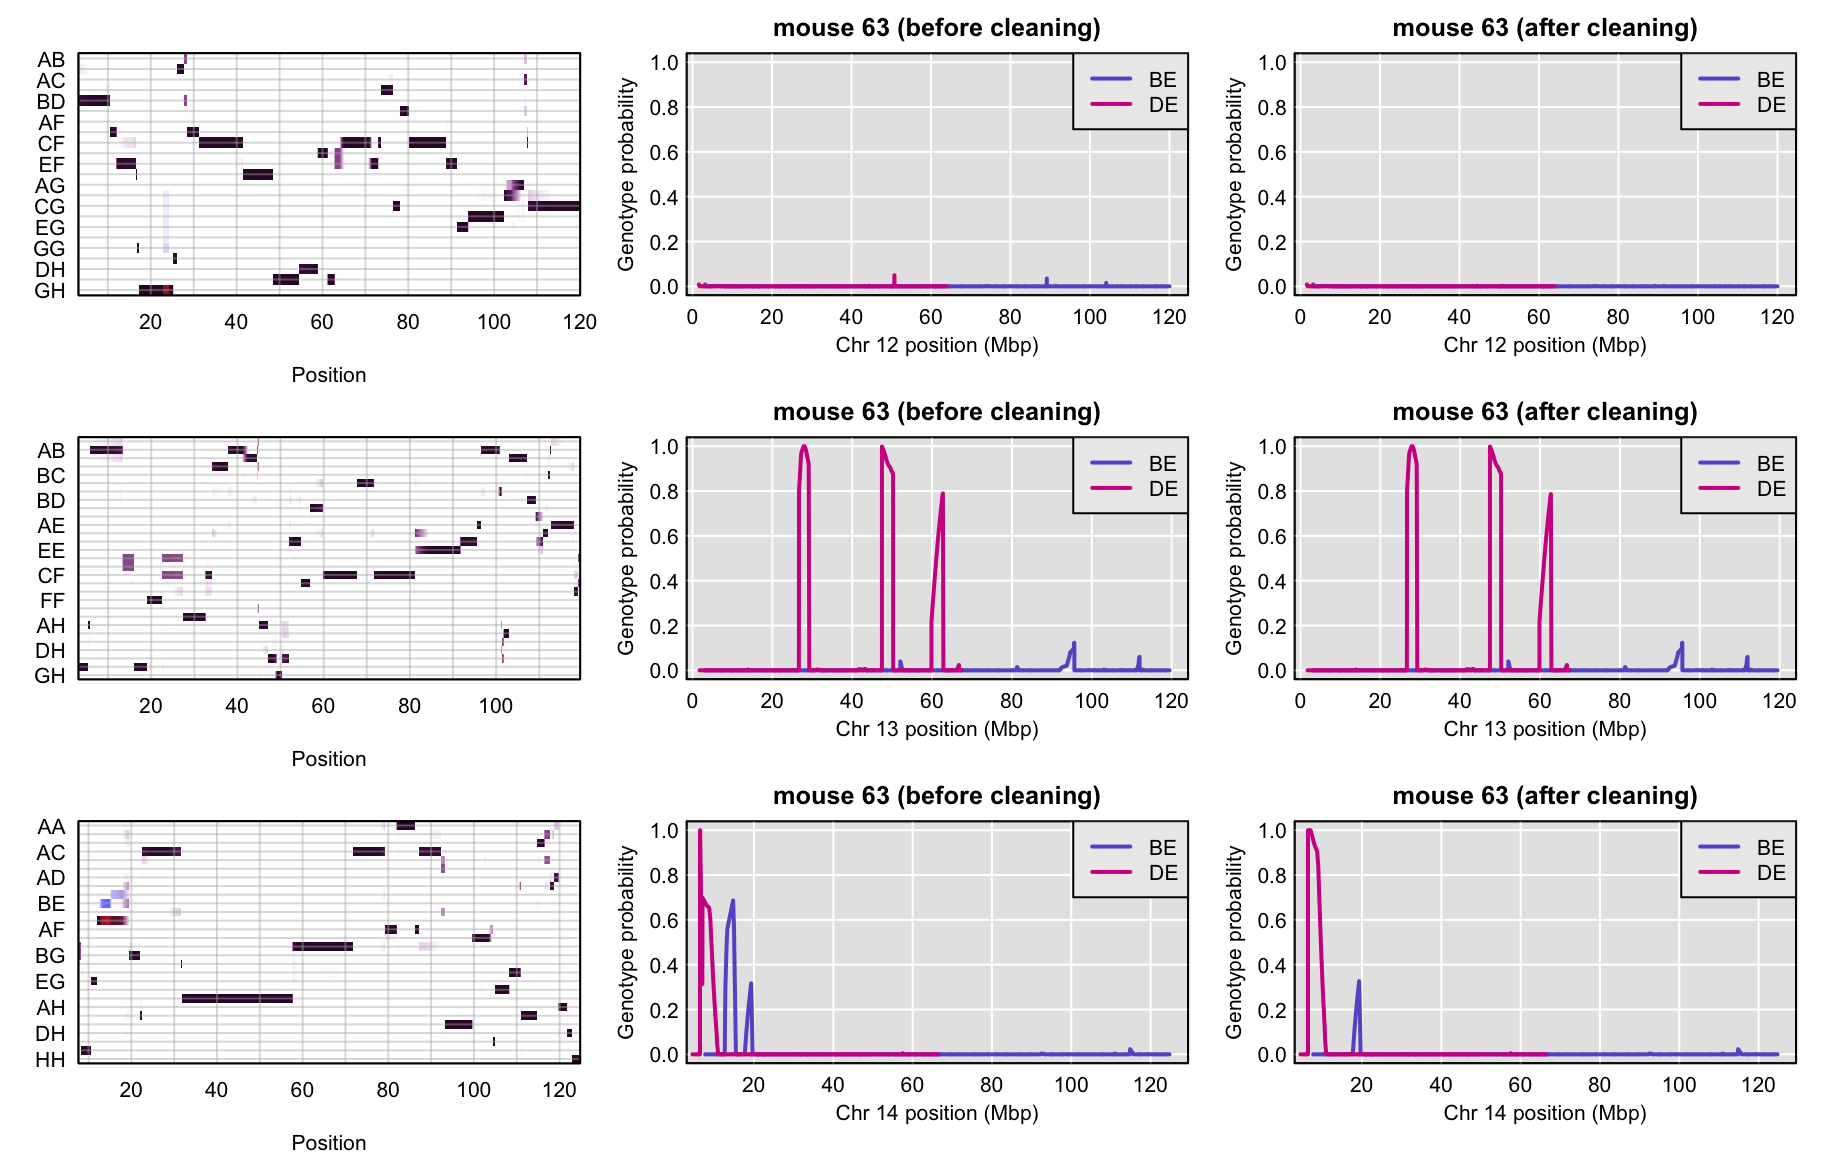 mouse 63 (before cleaning)
mouse 63 (after cleaning)
AB
AC
BD
AF
CF
EF
AG
CG
EG
GG
DH
GH
20 40 60 80 100 120
Position
Genotype probability
1.0
0.8
0.6
0.4
0.2
0.0
BE
DE
0 20 40 60 80 100 120
Chr 12 position (Mbp)
Genotype probability
1.0
0.8
0.6
0.4
0.2
0.0
BE
DE
0 20 40 60 80 100 120
Chr 12 position (Mbp)
mouse 63 (before cleaning)
mouse 63 (after cleaning)
AB
BC
BD
AE
EE
CF
FF
AH
DH
GH
20 40 60 80 100
Position
Genotype probability
1.0
0.8
0.6
0.4
0.2
0.0
BE
DE
0 20 40 60 80 100 120
Chr 13 position (Mbp)
Genotype probability
1.0
0.8
0.6
0.4
0.2
0.0
BE
DE
0 20 40 60 80 100 120
Chr 13 position (Mbp)
mouse 63 (before cleaning)
mouse 63 (after cleaning)
AA
AC
AD
BE
AF
BG
EG
AH
DH
HH
20 40 60 80 100 120
Position
Genotype probability
1.0
0.8
0.6
0.4
0.2
0.0
BE
DE
20 40 60 80 100 120
Chr 14 position (Mbp)
Genotype probability
1.0
0.8
0.6
0.4
0.2
0.0
BE
DE
20 40 60 80 100 120
Chr 14 position (Mbp)